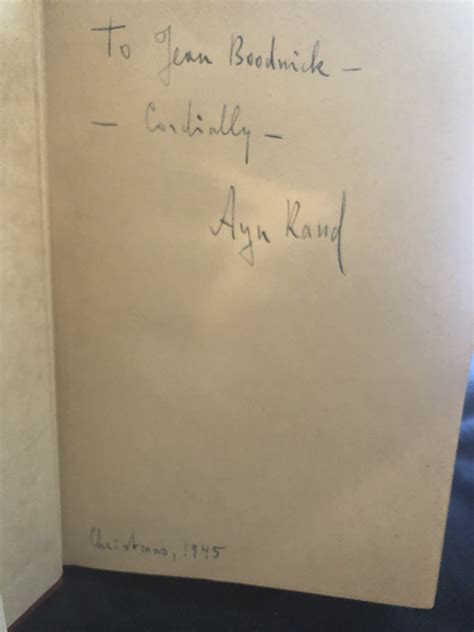 To Jean Boodnick –
– Cordially –
Ayn Rand
Christmas, 1945